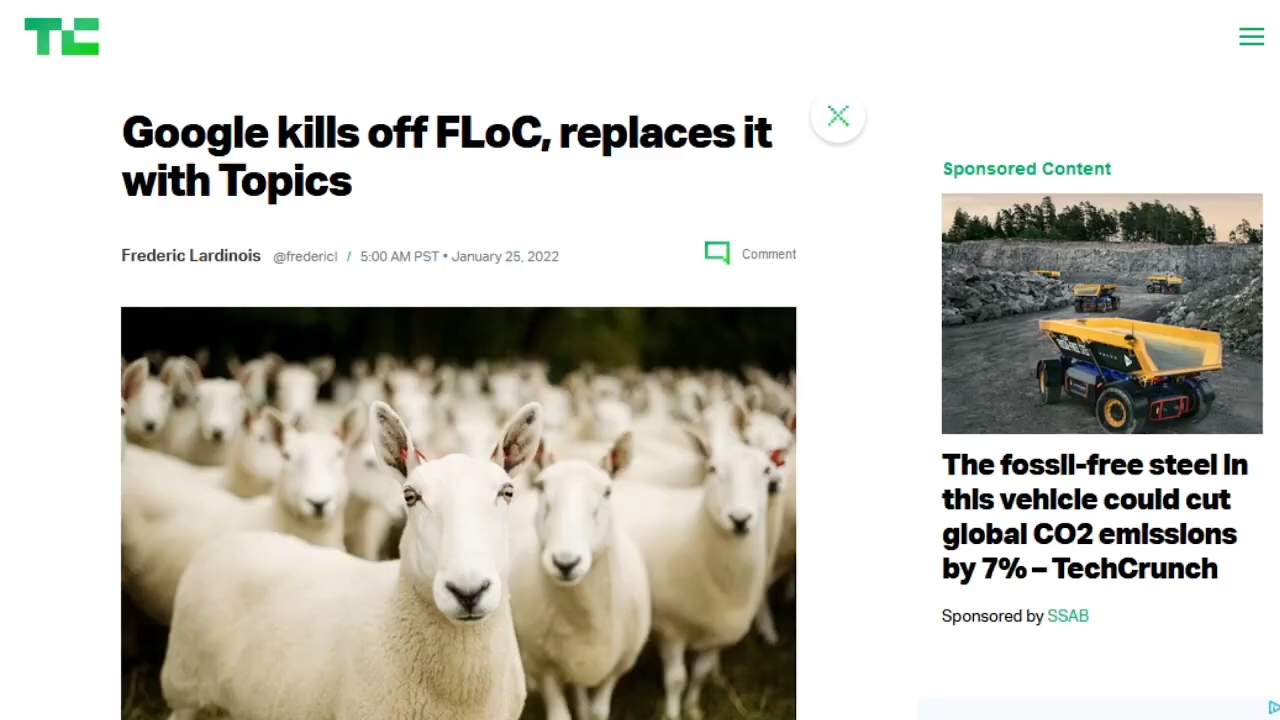 TC
Google kills off FLoC, replaces it
with Topics
Frederic Lardinois @fredericl / 5:00 AM PST • January 25, 2022
Comment
Sponsored Content
The fossil-free steel in
this vehicle could cut
global CO2 emissions
by 7% – TechCrunch
Sponsored by SSAB